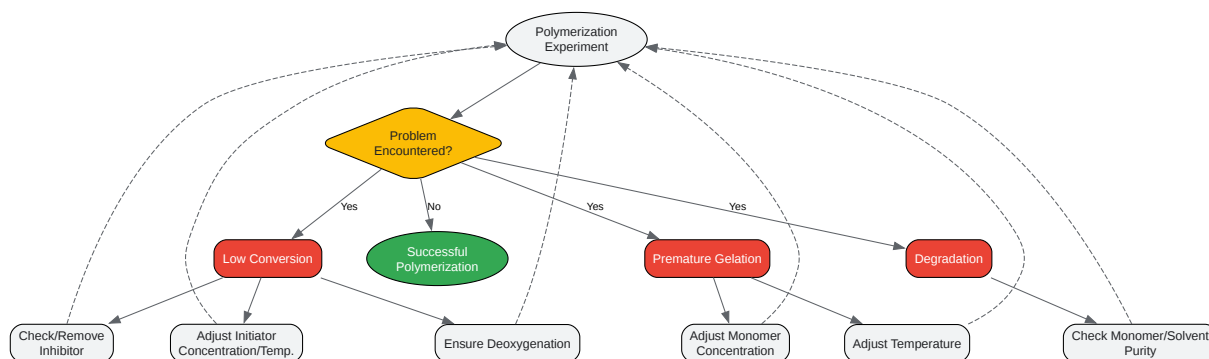 Polymerization
Experiment
Problem
Encountered?
Yes
No
Yes
Yes
Low Conversion
Successful
Polymerization
Premature Gelation
Degradation
Check/Remove
Inhibitor
Adjust Initiator
Concentration/Temp.
Ensure Deoxygenation
Adjust Monomer
Concentration
Adjust Temperature
Check Monomer/Solvent
Purity